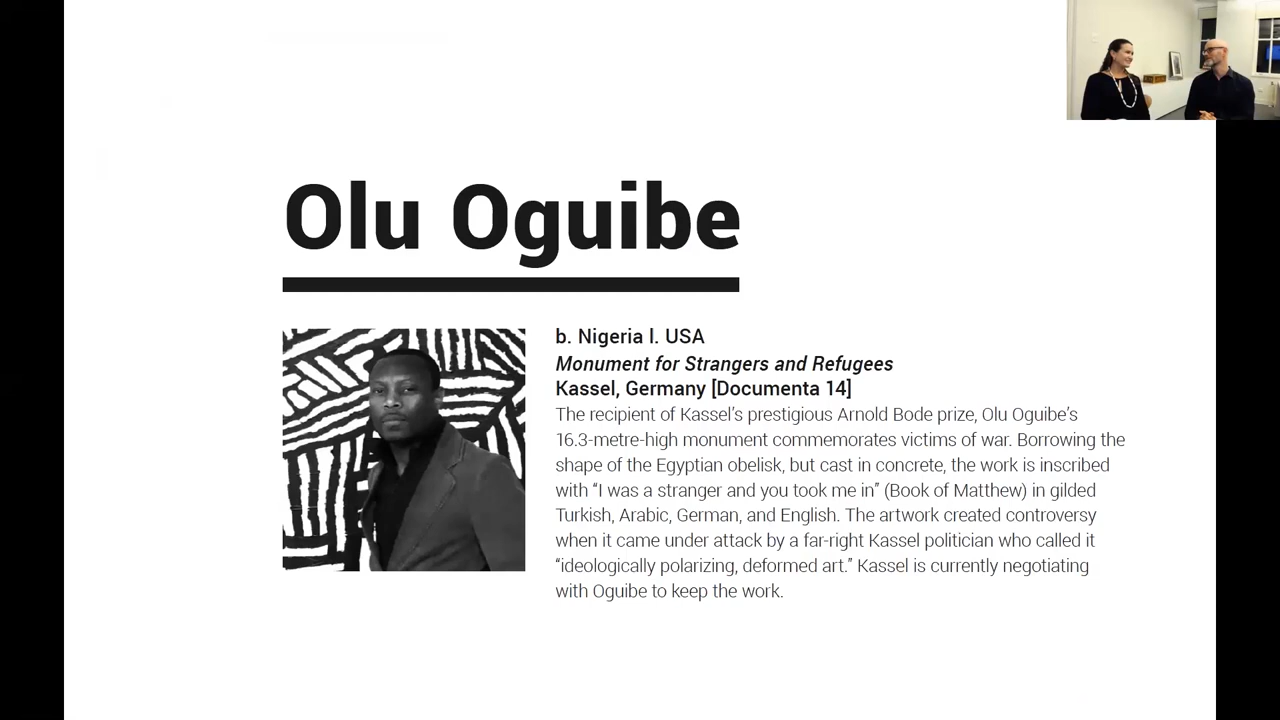 Olu Oguibe
b. Nigeria l. USA
Monument for Strangers and Refugees
Kassel, Germany [Documenta 14]
The recipient of Kassel’s prestigious Arnold Bode prize, Olu Oguibe’s
16.3-metre-high monument commemorates victims of war. Borrowing the
shape of the Egyptian obelisk, but cast in concrete, the work is inscribed
with “I was a stranger and you took me in” (Book of Matthew) in gilded
Turkish, Arabic, German, and English. The artwork created controversy
when it came under attack by a far-right Kassel politician who called it
“ideologically polarizing, deformed art.” Kassel is currently negotiating
with Oguibe to keep the work.